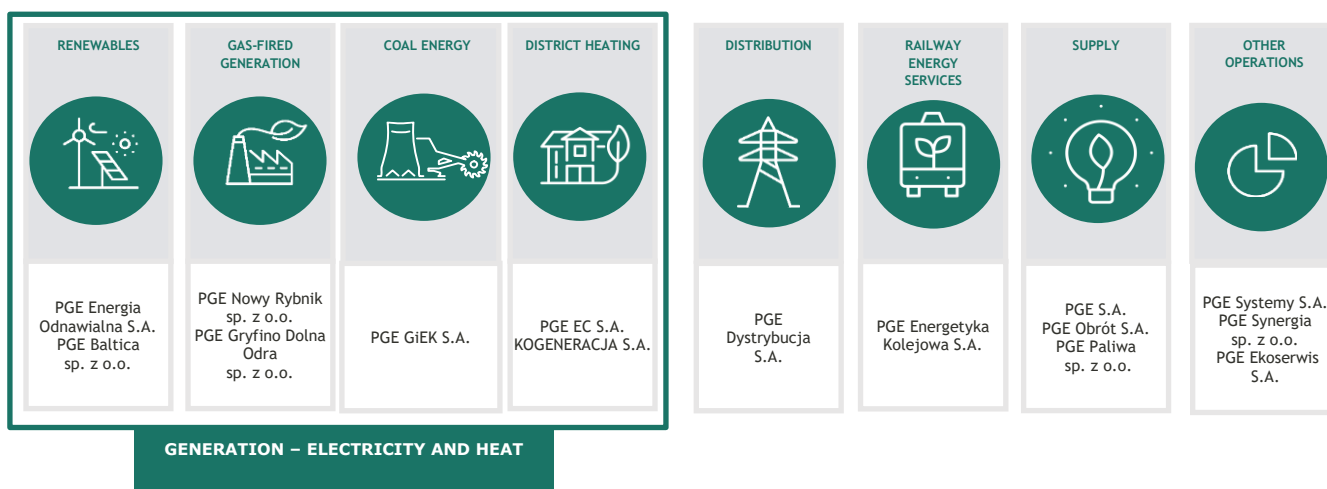 RENEWABLES
GAS-FIRED
GENERATION
COAL ENERGY
DISTRICT HEATING
DISTRIBUTION
RAILWAY
ENERGY
SERVICES
SUPPLY
OTHER
OPERATIONS
PGE Energia
Odnawialna S.A.
PGE Baltica
sp. z o.o.
PGE Nowy Rybnik
sp. z o.o.
PGE Gryfino Dolna
Odra
sp. z o.o.
PGE GiEK S.A.
PGE EC S.A.
KOGENERACJA S.A.
PGE
Dystrybucja
S.A.
PGE Energetyka
Kolejowa S.A.
PGE S.A.
PGE Obrót S.A.
PGE Paliwa
sp. z o.o.
PGE Systemy S.A.
PGE Synergia
sp. z o.o.
PGE Ekoserwis
S.A.
GENERATION – ELECTRICITY AND HEAT